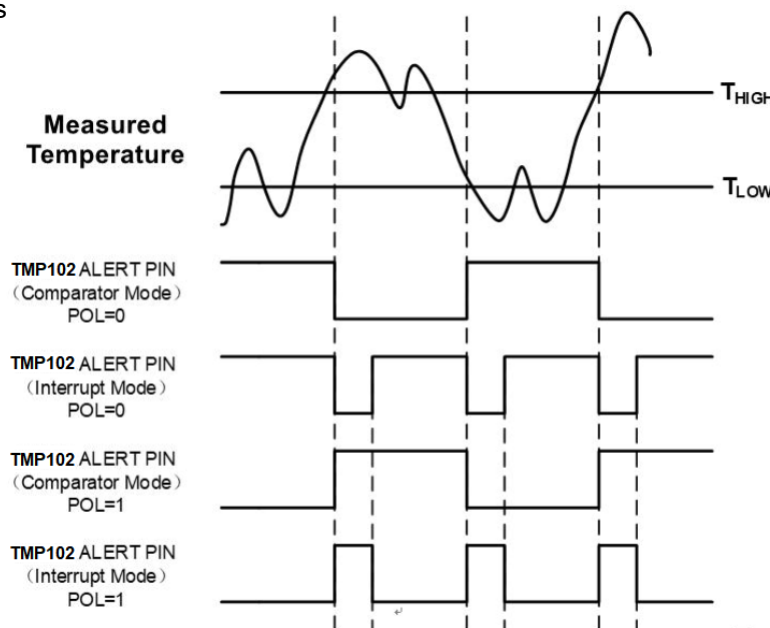 s
Measured
Temperature
THIGH
TLOW
TMP102 ALERT PIN
（Comparator Mode）
POL=0
TMP102 ALERT PIN
（Interrupt Mode）
POL=0
TMP102 ALERT PIN
（Comparator Mode）
POL=1
TMP102 ALERT PIN
（Interrupt Mode）
POL=1
↵